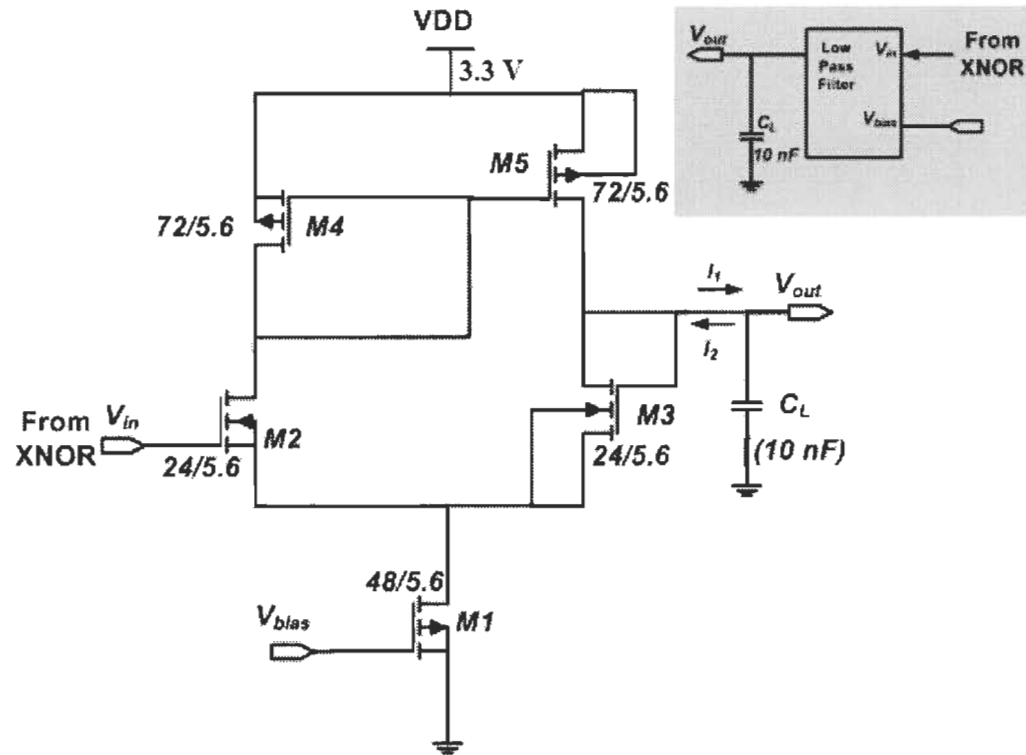 VDD
3.3 V
M5
72/5.6
72/5.6
M4
I1
Vout
I2
From
XNOR
Vin
M2
24/5.6
M3
24/5.6
CL
(10 nF)
48/5.6
Vbias
M1
Vout
Low
Pass
Filter
Vin
From
XNOR
CL
10 nF
Vbias